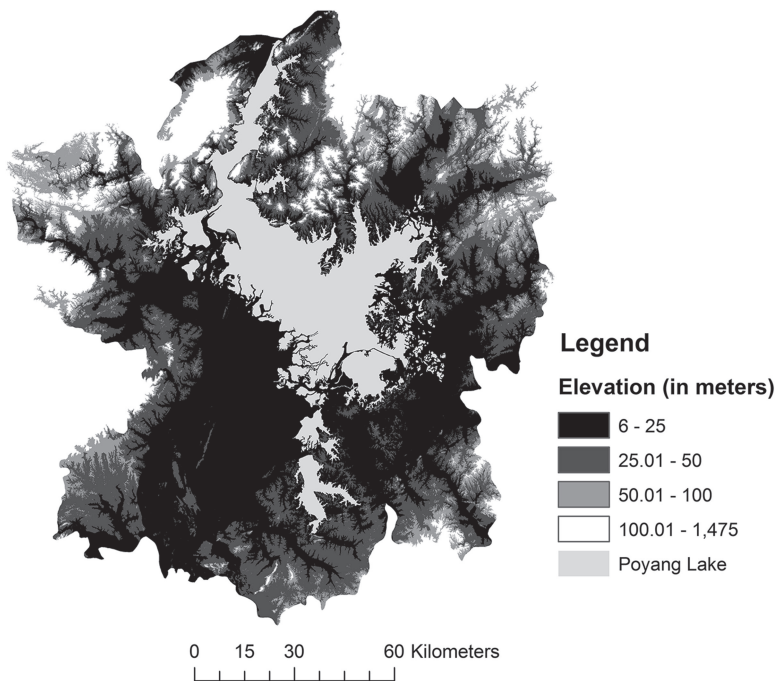 Legend
Elevation (in meters)
6 - 25
25.01 - 50
50.01 - 100
100.01 - 1,475
Poyang Lake
0 15 30 60 Kilometers